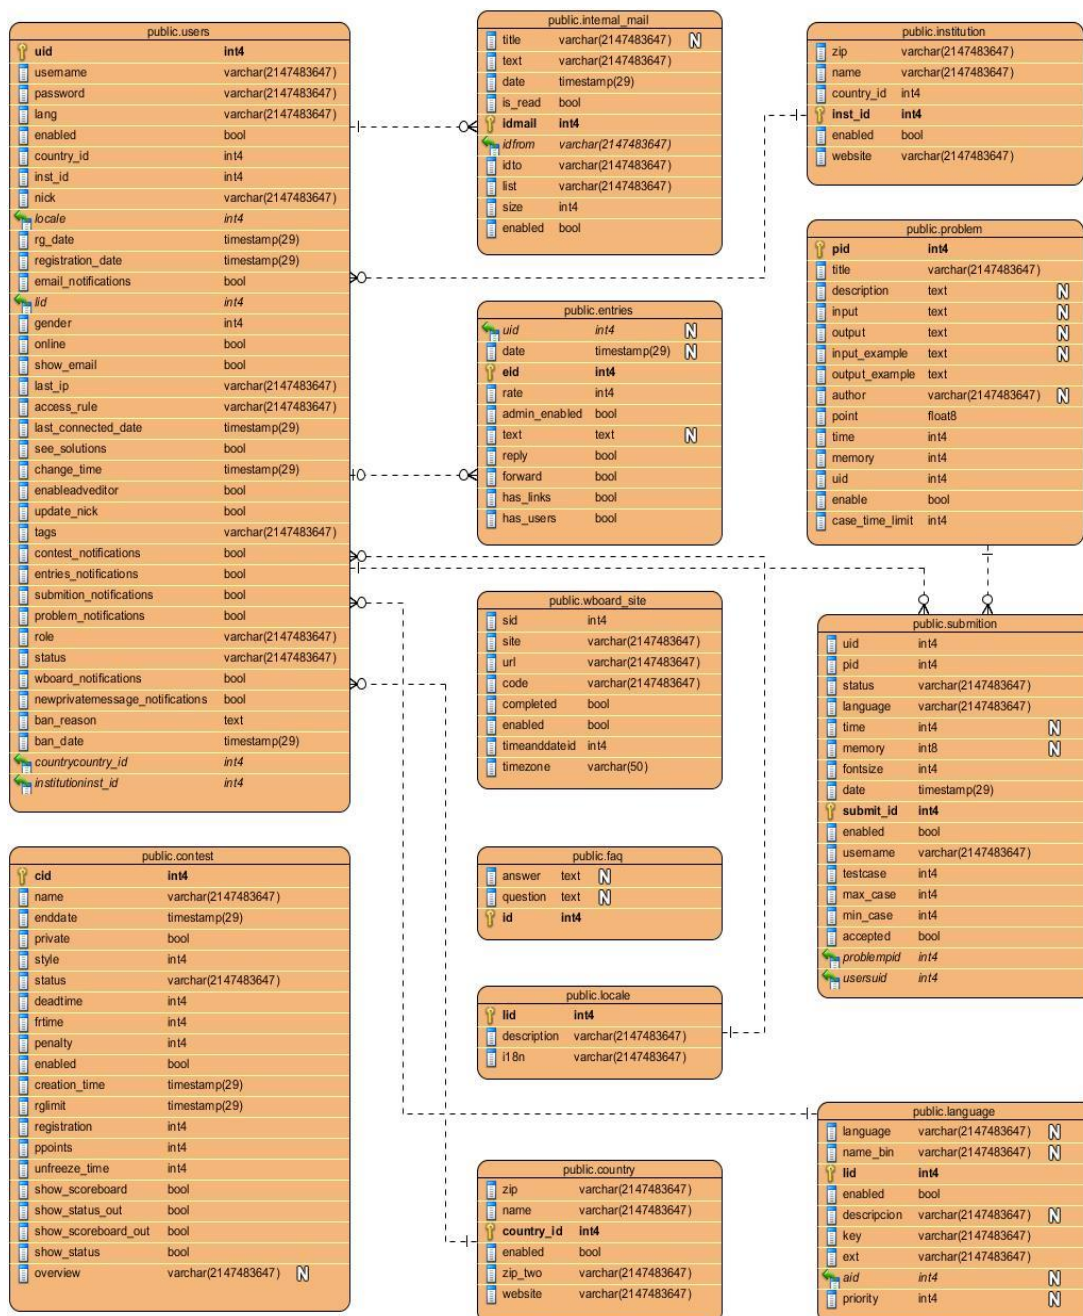 public.users
uid int4
username varchar(2147483647)
password varchar(2147483647)
lang varchar(2147483647)
enabled bool
country_id int4
inst_id int4
nick varchar(2147483647)
locale int4
rg_date timestamp(29)
registration_date timestamp(29)
email_notifications bool
lid int4
gender int4
online bool
show_email bool
last_ip varchar(2147483647)
access_rule varchar(2147483647)
last_connected_date timestamp(29)
see_solutions bool
change_time timestamp(29)
enableadveditor bool
update_nick bool
tags varchar(2147483647)
contest_notifications bool
entries_notifications bool
submition_notifications bool
problem_notifications bool
role varchar(2147483647)
status varchar(2147483647)
wboard_notifications bool
newprivatemessage_notifications bool
ban_reason text
ban_date timestamp(29)
countrycountry_id int4
institutioninst_id int4
public.contest
cid int4
name varchar(2147483647)
enddate timestamp(29)
private bool
style int4
status varchar(2147483647)
deadtime int4
frtime int4
penalty int4
enabled bool
creation_time timestamp(29)
rglimit timestamp(29)
registration int4
ppoints int4
unfreeze_time int4
show_scoreboard bool
show_status_out bool
show_scoreboard_out bool
show_status bool
overview varchar(2147483647) N
public.internal_mail
title varchar(2147483647) N
text varchar(2147483647)
date timestamp(29)
is_read bool
idmail int4
idfrom varchar(2147483647)
idto varchar(2147483647)
list varchar(2147483647)
size int4
enabled bool
public.entries
uid int4 N
date timestamp(29) N
eid int4
rate int4
admin_enabled bool
text text N
reply bool
forward bool
has_links bool
has_users bool
public.wboard_site
sid int4
site varchar(2147483647)
url varchar(2147483647)
code varchar(2147483647)
completed bool
enabled bool
timeanddateid int4
timezone varchar(50)
public.faq
answer text N
question text N
id int4
public.locale
lid int4
description varchar(2147483647)
i18n varchar(2147483647)
public.country
zip varchar(2147483647)
name varchar(2147483647)
country_id int4
enabled bool
zip_two varchar(2147483647)
website varchar(2147483647)
public.institution
zip varchar(2147483647)
name varchar(2147483647)
country_id int4
inst_id int4
enabled bool
website varchar(2147483647)
public.problem
pid int4
title varchar(2147483647)
description text N
input text N
output text N
input_example text N
output_example text
author varchar(2147483647) N
point float8
time int4
memory int4
uid int4
enable bool
case_time_limit int4
public.submition
uid int4
pid int4
status varchar(2147483647)
language varchar(2147483647)
time int4 N
memory int8 N
fontsize int4
date timestamp(29)
submit_id int4
enabled bool
username varchar(2147483647)
testcase int4
max_case int4
min_case int4
accepted bool
problempid int4
usersuid int4
public.language
language varchar(2147483647) N
name_bin varchar(2147483647) N
lid int4
enabled bool
descripcion varchar(2147483647) N
key varchar(2147483647)
ext varchar(2147483647)
aid int4 N
priority int4 N